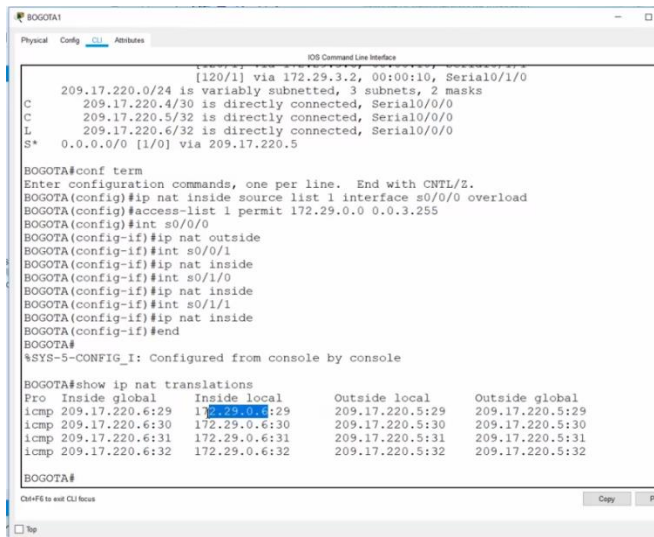 BOGOTA1
Physical Config CLI Attributes
IOS Command Line Interface
[120/1] via 172.29.3.2, 00:00:10, Serial0/1/0
209.17.220.0/24 is variably subnetted, 3 subnets, 2 masks
C 209.17.220.4/30 is directly connected, Serial0/0/0
C 209.17.220.5/32 is directly connected, Serial0/0/0
L 209.17.220.6/32 is directly connected, Serial0/0/0
S* 0.0.0.0/0 [1/0] via 209.17.220.5
BOGOTA#conf term
Enter configuration commands, one per line. End with CNTL/Z.
BOGOTA(config)#ip nat inside source list 1 interface s0/0/0 overload
BOGOTA(config)#access-list 1 permit 172.29.0.0 0.0.3.255
BOGOTA(config)#int s0/0/0
BOGOTA(config-if)#ip nat outside
BOGOTA(config-if)#int s0/0/1
BOGOTA(config-if)#ip nat inside
BOGOTA(config-if)#int s0/1/0
BOGOTA(config-if)#ip nat inside
BOGOTA(config-if)#int s0/1/1
BOGOTA(config-if)#ip nat inside
BOGOTA(config-if)#end
BOGOTA#
%SYS-5-CONFIG_I: Configured from console by console
BOGOTA#show ip nat translations
Pro Inside global Inside local Outside local Outside global
icmp 209.17.220.6:29 172.29.0.6:29 209.17.220.5:29 209.17.220.5:29
icmp 209.17.220.6:30 172.29.0.6:30 209.17.220.5:30 209.17.220.5:30
icmp 209.17.220.6:31 172.29.0.6:31 209.17.220.5:31 209.17.220.5:31
icmp 209.17.220.6:32 172.29.0.6:32 209.17.220.5:32 209.17.220.5:32
BOGOTA#
Ctrl+F6 to exit CLI focus
Copy P
Top